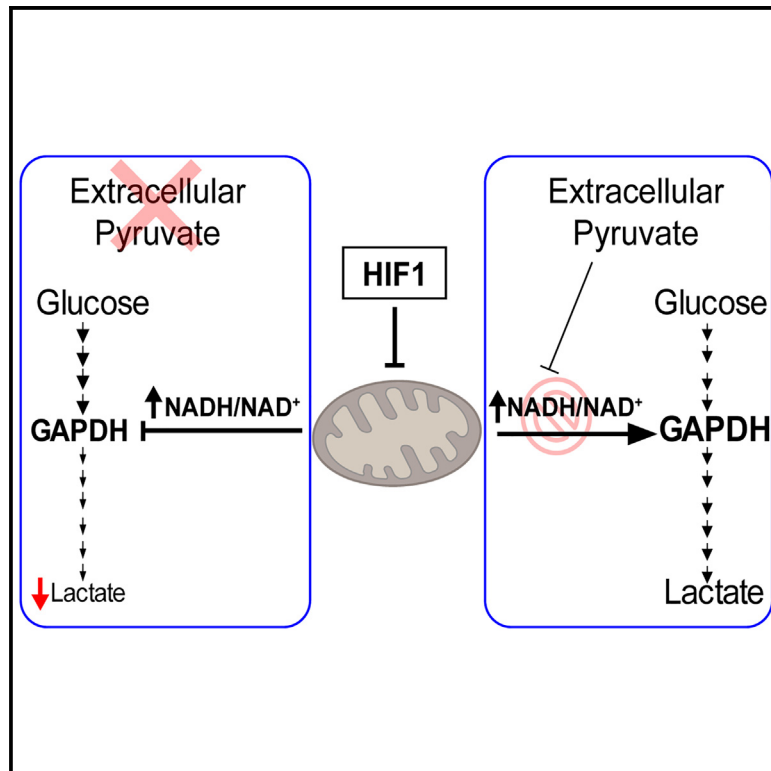 Extracellular
Pyruvate
Glucose
↑NADH/NAD⁺
GAPDH
↓Lactate
HIF1
Extracellular
Pyruvate
Glucose
↑NADH/NAD⁺
GAPDH
Lactate